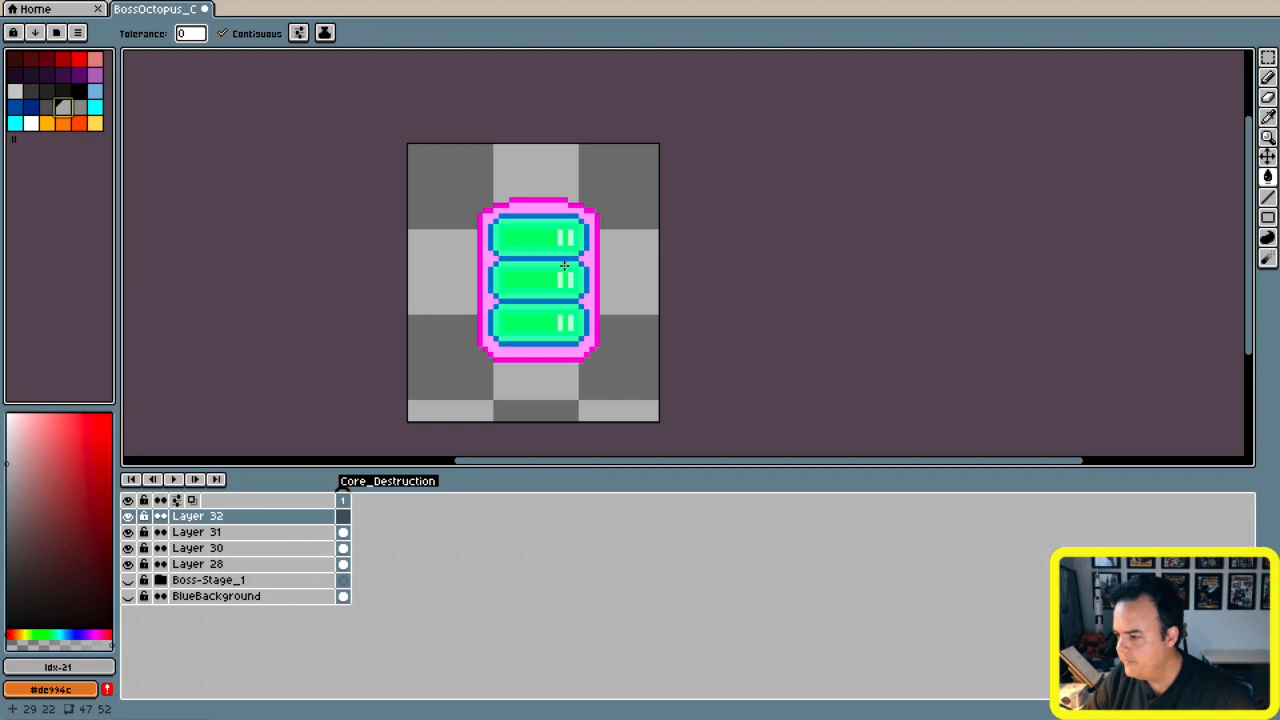 Home
BossOctopus_C
Tolerance: 0 Contiguous
Core_Destruction
1
Layer 32
Layer 31
Layer 30
Layer 28
Boss-Stage_1
BlueBackground
Idx-21
#de994c
29 22 47 52